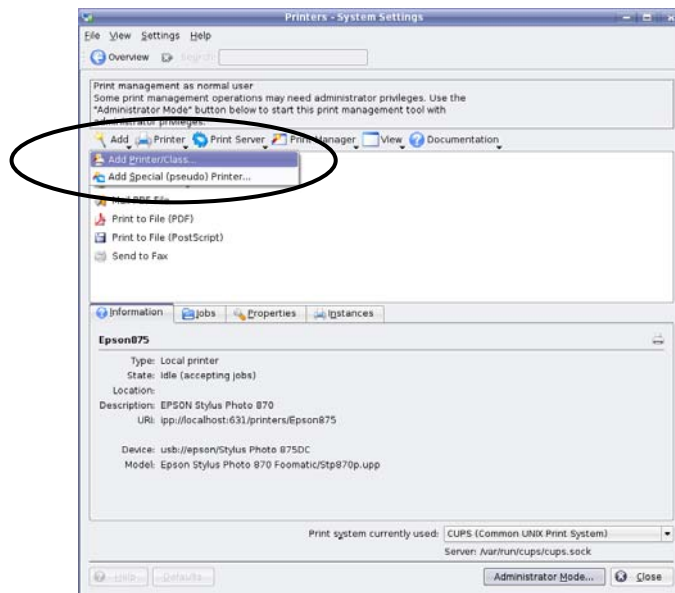 Printers - System Settings
File View Settings Help
Overview Search:
Print management as normal user
Some print management operations may need administrator privileges. Use the
"Administrator Mode" button below to start this print management tool with
administrator privileges.
Add Printer Print Server Print Manager View Documentation
Add Printer/Class...
Add Special (pseudo) Printer...
Mail PDF File
Print to File (PDF)
Print to File (PostScript)
Send to Fax
Information Jobs Properties Instances
Epson875
Type: Local printer
State: Idle (accepting jobs)
Location:
Description: EPSON Stylus Photo 870
URI: ipp://localhost:631/printers/Epson875
Device: usb://epson/Stylus Photo 875DC
Model: Epson Stylus Photo 870 Foomatic/Stp870p.upp
Print system currently used: CUPS (Common UNIX Print System)
Server: /var/run/cups/cups.sock
Help Defaults Administrator Mode... Close